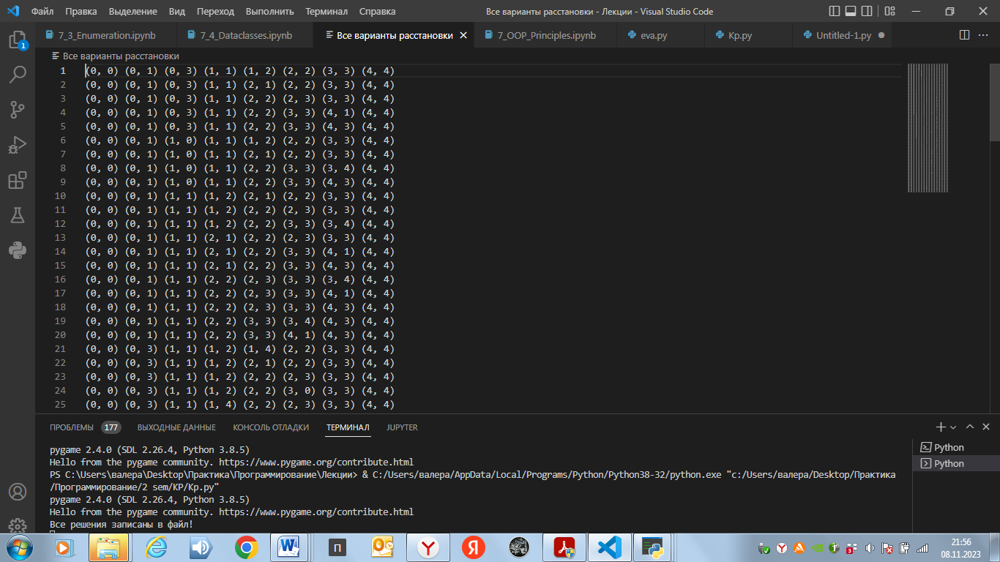 Файл Правка Выделение Вид Переход Выполнить Терминал Справка Все варианты расстановки - Лекции - Visual Studio Code
7_3_Enumeration.ipynb 7_4_Dataclasses.ipynb Все варианты расстановки 7_OOP_Principles.ipynb eva.py Kp.py Untitled-1.py
Все варианты расстановки
1 (0, 0) (0, 1) (0, 3) (1, 1) (1, 2) (2, 2) (3, 3) (4, 4)
2 (0, 0) (0, 1) (0, 3) (1, 1) (2, 1) (2, 2) (3, 3) (4, 4)
3 (0, 0) (0, 1) (0, 3) (1, 1) (2, 2) (2, 3) (3, 3) (4, 4)
4 (0, 0) (0, 1) (0, 3) (1, 1) (2, 2) (3, 3) (4, 1) (4, 4)
5 (0, 0) (0, 1) (0, 3) (1, 1) (2, 2) (3, 3) (4, 3) (4, 4)
6 (0, 0) (0, 1) (1, 0) (1, 1) (1, 2) (2, 2) (3, 3) (4, 4)
7 (0, 0) (0, 1) (1, 0) (1, 1) (2, 1) (2, 2) (3, 3) (4, 4)
8 (0, 0) (0, 1) (1, 0) (1, 1) (2, 2) (3, 3) (3, 4) (4, 4)
9 (0, 0) (0, 1) (1, 0) (1, 1) (2, 2) (3, 3) (4, 3) (4, 4)
10 (0, 0) (0, 1) (1, 1) (1, 2) (2, 1) (2, 2) (3, 3) (4, 4)
11 (0, 0) (0, 1) (1, 1) (1, 2) (2, 2) (2, 3) (3, 3) (4, 4)
12 (0, 0) (0, 1) (1, 1) (1, 2) (2, 2) (3, 3) (3, 4) (4, 4)
13 (0, 0) (0, 1) (1, 1) (2, 1) (2, 2) (2, 3) (3, 3) (4, 4)
14 (0, 0) (0, 1) (1, 1) (2, 1) (2, 2) (3, 3) (4, 1) (4, 4)
15 (0, 0) (0, 1) (1, 1) (2, 1) (2, 2) (3, 3) (4, 3) (4, 4)
16 (0, 0) (0, 1) (1, 1) (2, 2) (2, 3) (3, 3) (3, 4) (4, 4)
17 (0, 0) (0, 1) (1, 1) (2, 2) (2, 3) (3, 3) (4, 1) (4, 4)
18 (0, 0) (0, 1) (1, 1) (2, 2) (2, 3) (3, 3) (4, 3) (4, 4)
19 (0, 0) (0, 1) (1, 1) (2, 2) (3, 3) (3, 4) (4, 3) (4, 4)
20 (0, 0) (0, 1) (1, 1) (2, 2) (3, 3) (4, 1) (4, 3) (4, 4)
21 (0, 0) (0, 3) (1, 1) (1, 2) (1, 4) (2, 2) (3, 3) (4, 4)
22 (0, 0) (0, 3) (1, 1) (1, 2) (2, 1) (2, 2) (3, 3) (4, 4)
23 (0, 0) (0, 3) (1, 1) (1, 2) (2, 2) (2, 3) (3, 3) (4, 4)
24 (0, 0) (0, 3) (1, 1) (1, 2) (2, 2) (3, 0) (3, 3) (4, 4)
25 (0, 0) (0, 3) (1, 1) (1, 4) (2, 2) (2, 3) (3, 3) (4, 4)
ПРОБЛЕМЫ 177 ВЫХОДНЫЕ ДАННЫЕ КОНСОЛЬ ОТЛАДКИ ТЕРМИНАЛ JUPYTER
pygame 2.4.0 (SDL 2.26.4, Python 3.8.5)
Hello from the pygame community. https://www.pygame.org/contribute.html
PS C:\Users\валера\Desktop\Практика\Программирование\Лекции> & C:/Users/валера/AppData/Local/Programs/Python/Python38-32/python.exe "c:/Users/валера/Desktop/Практика
/Программирование/2 sem/KP/Kp.py"
pygame 2.4.0 (SDL 2.26.4, Python 3.8.5)
Hello from the pygame community. https://www.pygame.org/contribute.html
Все решения записаны в файл!
Python
Python
21:56
08.11.2023